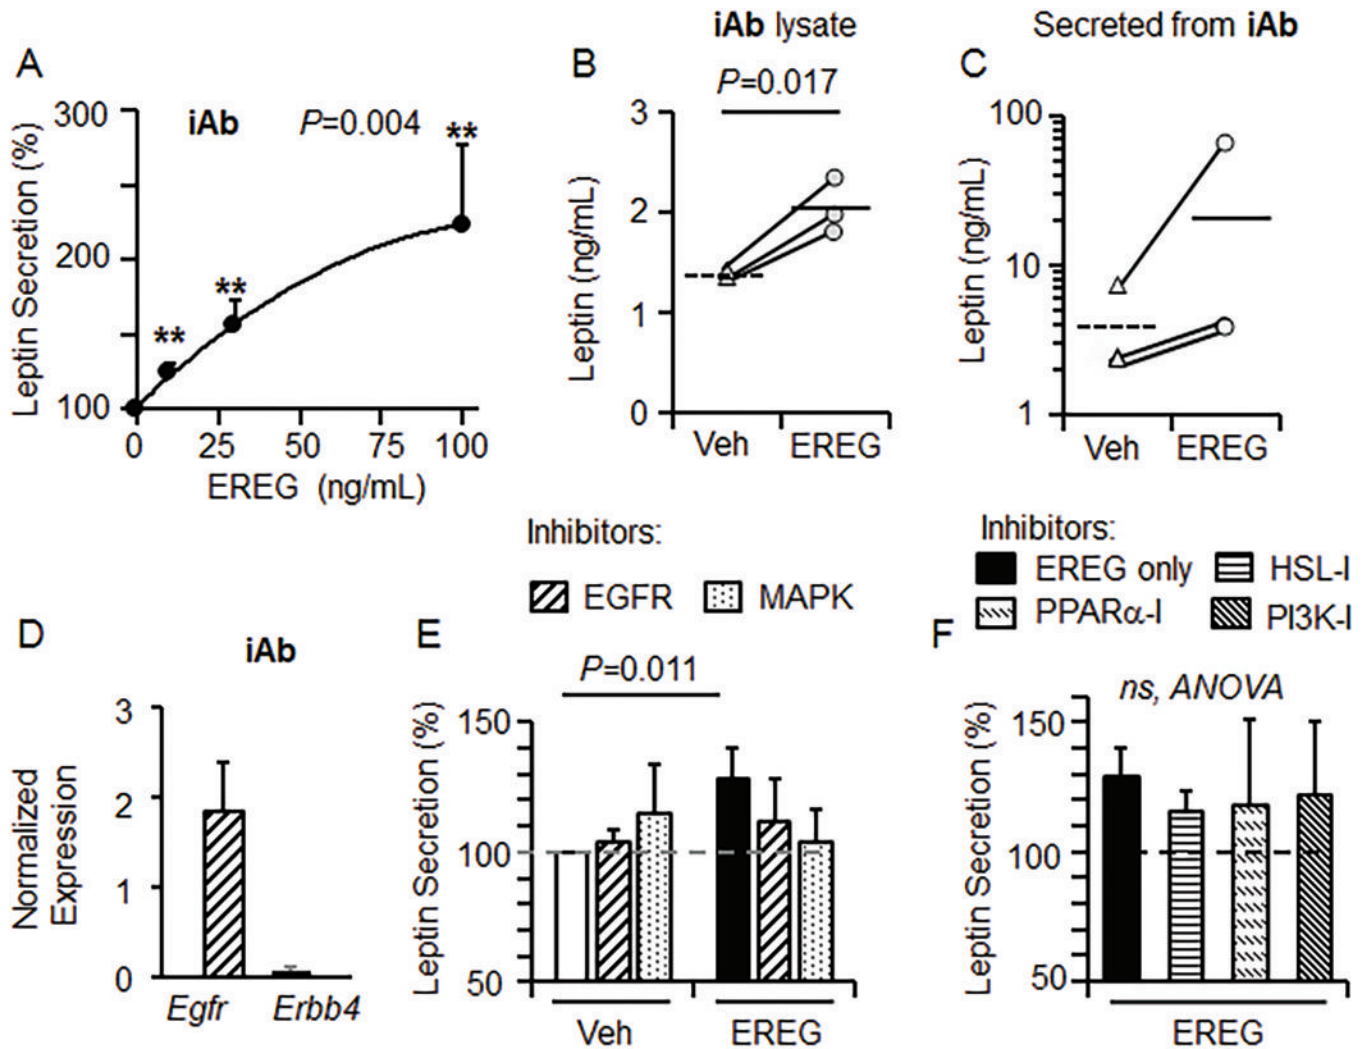 A
iAb
P=0.004
**
**
**
Leptin Secretion (%)
300
200
100
0 25 50 75 100
EREG (ng/mL)
iAb lysate
B
P=0.017
Leptin (ng/mL)
3
2
1
0
Veh EREG
Secreted from iAb
C
Leptin (ng/mL)
100
10
1
Veh EREG
D
iAb
Normalized
Expression
3
2
1
0
Egfr Erbb4
Inhibitors:
EGFR MAPK
E
P=0.011
Leptin Secretion (%)
150
100
50
Veh EREG
Inhibitors:
EREG only HSL-I
PPARα-I PI3K-I
F
ns, ANOVA
Leptin Secretion (%)
150
100
50
EREG